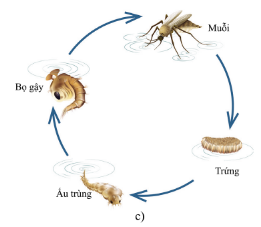 Muỗi
Bọ gậy
Trứng
Ấu trùng
c)